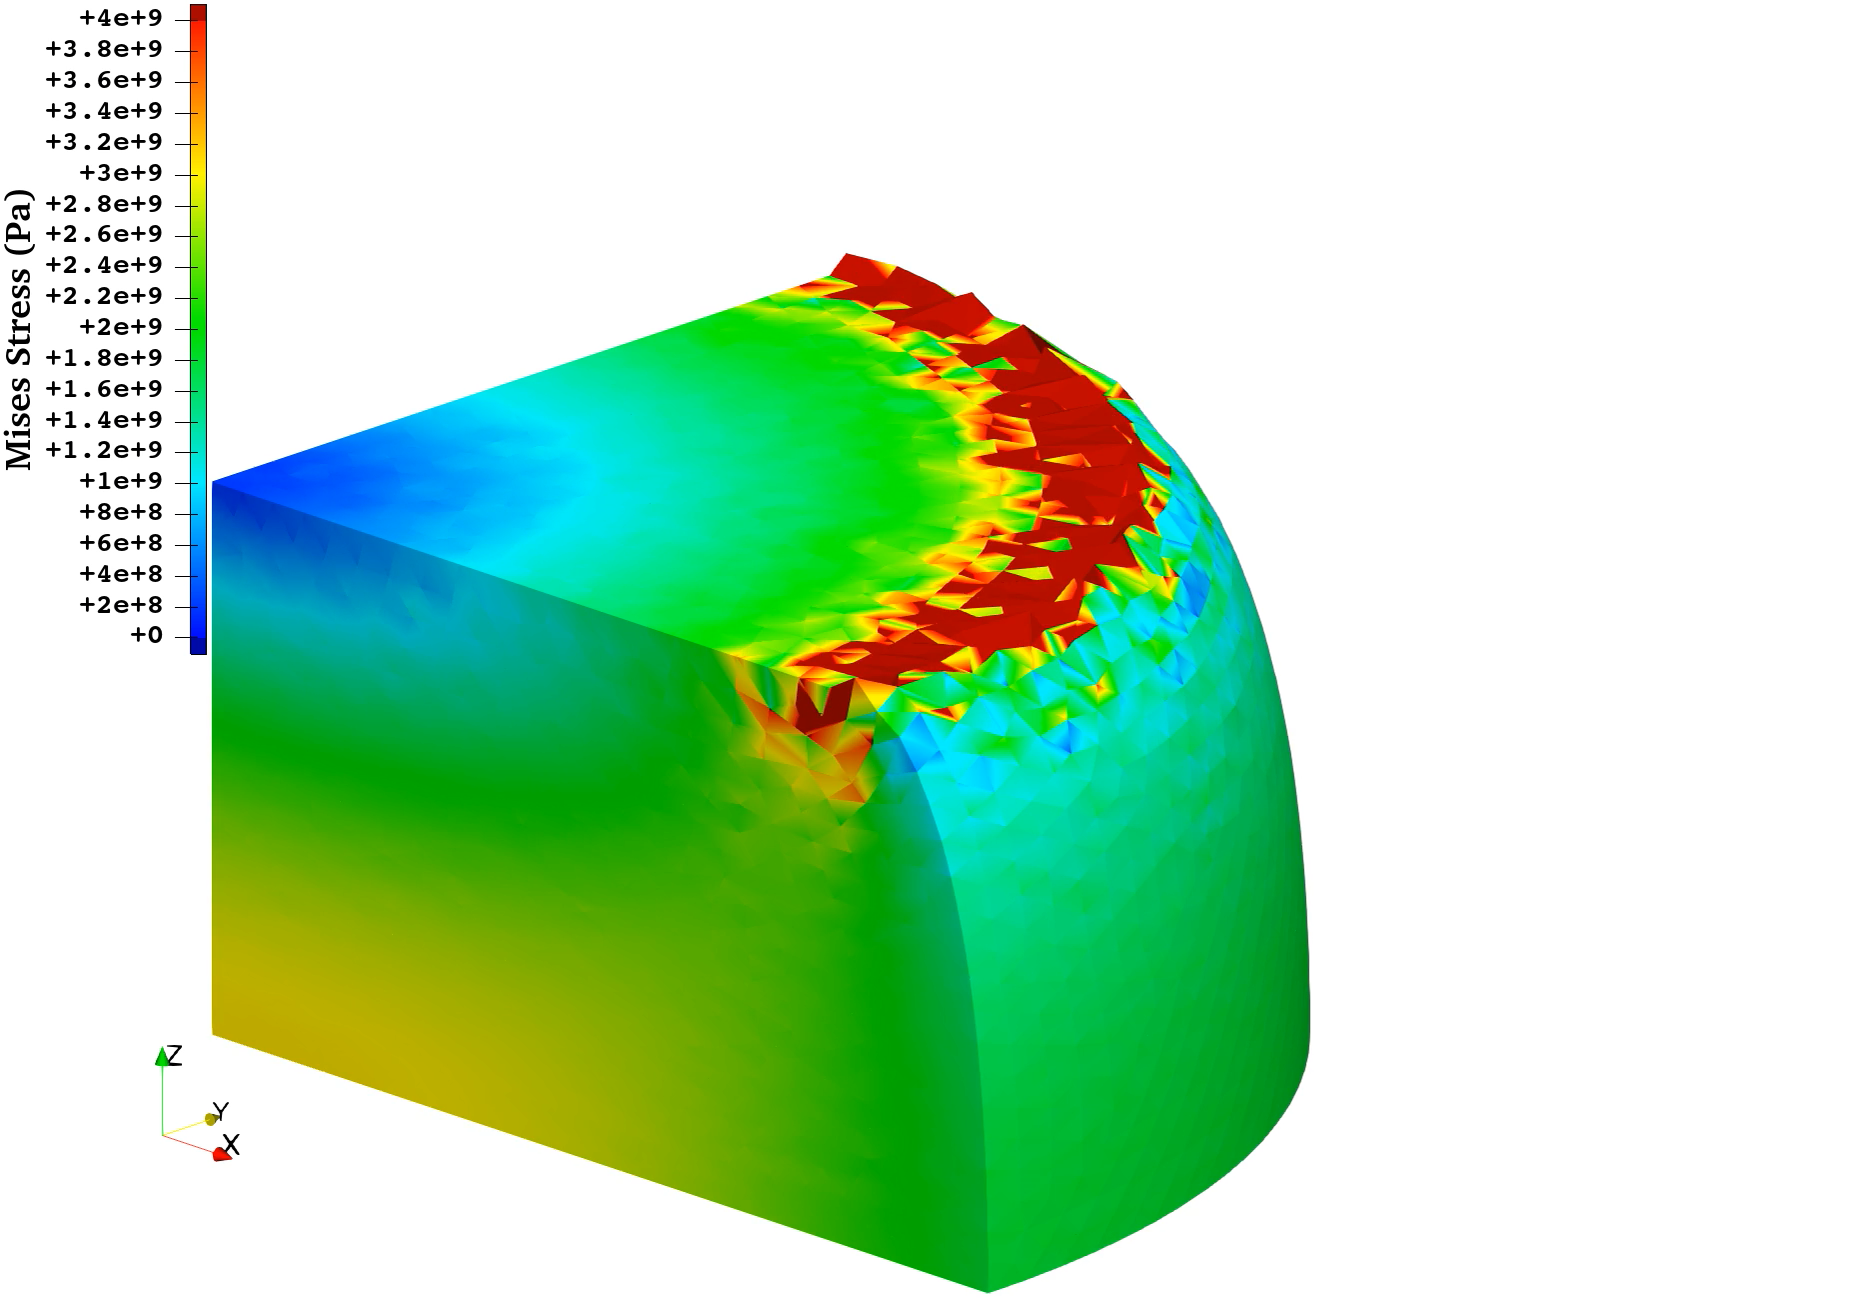 +4e+9
+3.8e+9
+3.6e+9
+3.4e+9
+3.2e+9
+3e+9
+2.8e+9
+2.6e+9
+2.4e+9
+2.2e+9
+2e+9
+1.8e+9
+1.6e+9
+1.4e+9
+1.2e+9
+1e+9
+8e+8
+6e+8
+4e+8
+2e+8
+0
Mises Stress (Pa)
Z
Y
X